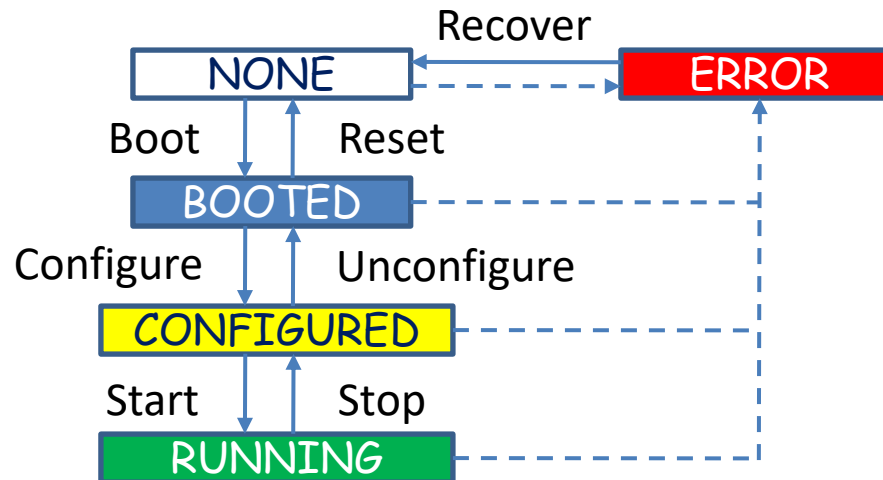 Recover
NONE
ERROR
Boot
Reset
BOOTED
Configure
Unconfigure
CONFIGURED
Start
Stop
RUNNING